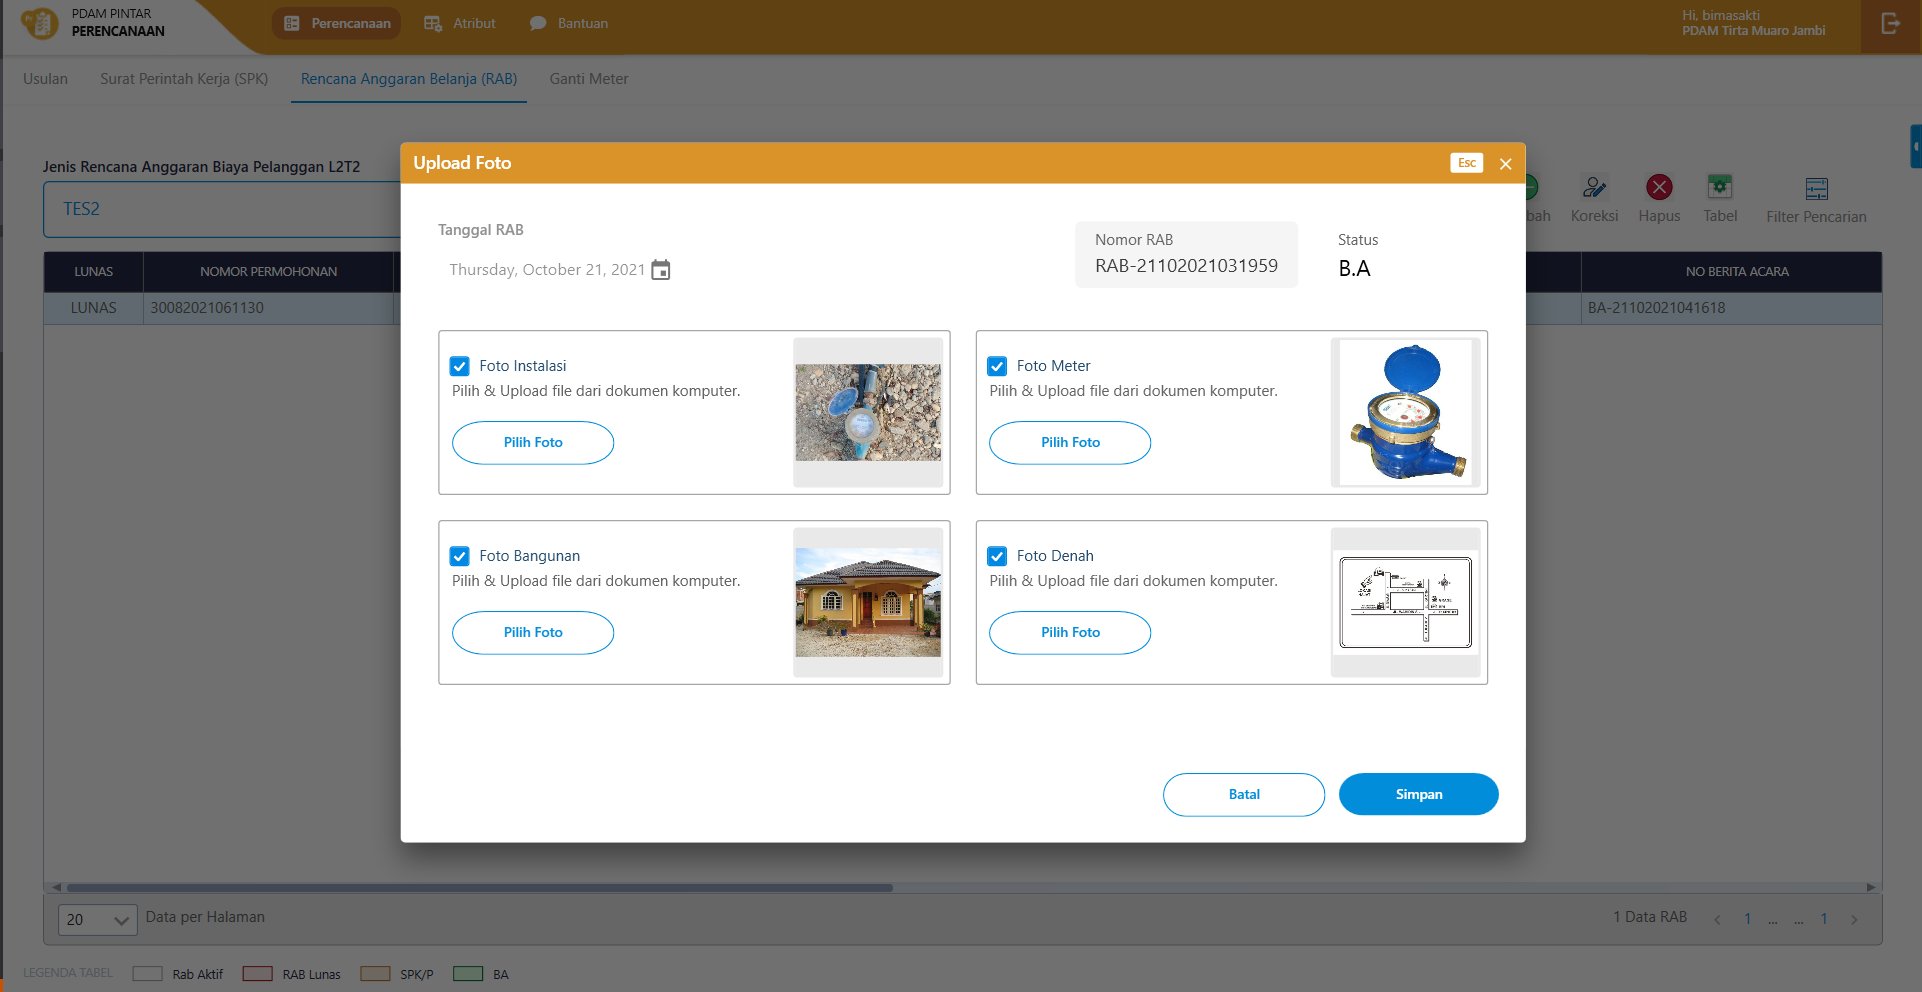 PDAM PINTAR
PERENCANAAN
Perencanaan
Atribut
Bantuan
Hi, bimasakti
PDAM Tirta Muaro Jambi
Usulan
Surat Perintah Kerja (SPK)
Rencana Anggaran Belanja (RAB)
Ganti Meter
Jenis Rencana Anggaran Biaya Pelanggan L2T2
TES2
bah
Koreksi
Hapus
Tabel
Filter Pencarian
LUNAS
NOMOR PERMOHONAN
NO BERITA ACARA
LUNAS
30082021061130
BA-21102021041618
Upload Foto
Esc
Tanggal RAB
Thursday, October 21, 2021
Nomor RAB
RAB-21102021031959
Status
B.A
Foto Instalasi
Pilih & Upload file dari dokumen komputer.
Pilih Foto
Foto Meter
Pilih & Upload file dari dokumen komputer.
Pilih Foto
Foto Bangunan
Pilih & Upload file dari dokumen komputer.
Pilih Foto
Foto Denah
Pilih & Upload file dari dokumen komputer.
Pilih Foto
Batal
Simpan
20
Data per Halaman
1 Data RAB
1 ... ... 1
LEGENDA TABEL
Rab Aktif
RAB Lunas
SPK/P
BA